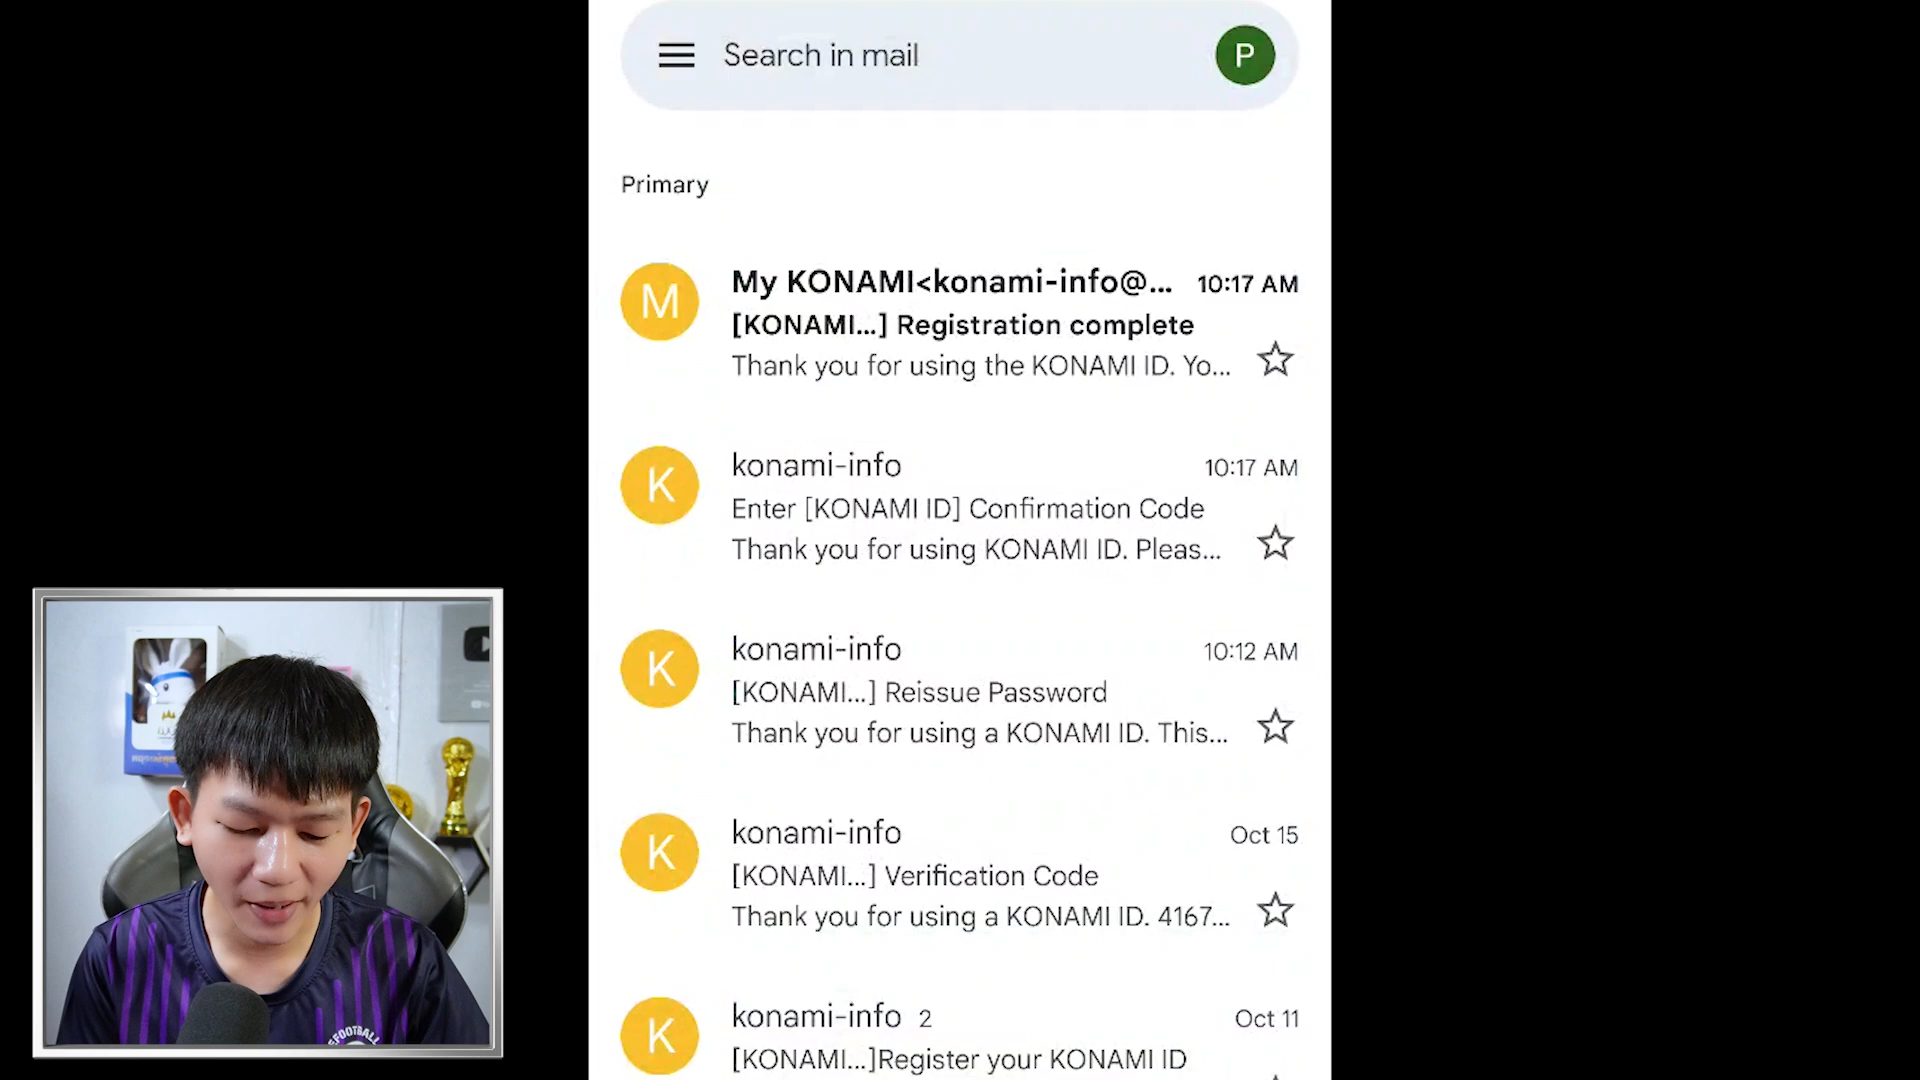 Search in mail
P
Primary
M
My KONAMI<konami-info@...
10:17 AM
[KONAMI...] Registration complete
Thank you for using the KONAMI ID. Yo...
K
konami-info
10:17 AM
Enter [KONAMI ID] Confirmation Code
Thank you for using KONAMI ID. Pleas...
K
konami-info
10:12 AM
[KONAMI...] Reissue Password
Thank you for using a KONAMI ID. This...
K
konami-info
Oct 15
[KONAMI...] Verification Code
Thank you for using a KONAMI ID. 4167...
K
konami-info 2
Oct 11
[KONAMI...]Register your KONAMI ID
EFOOTBALL